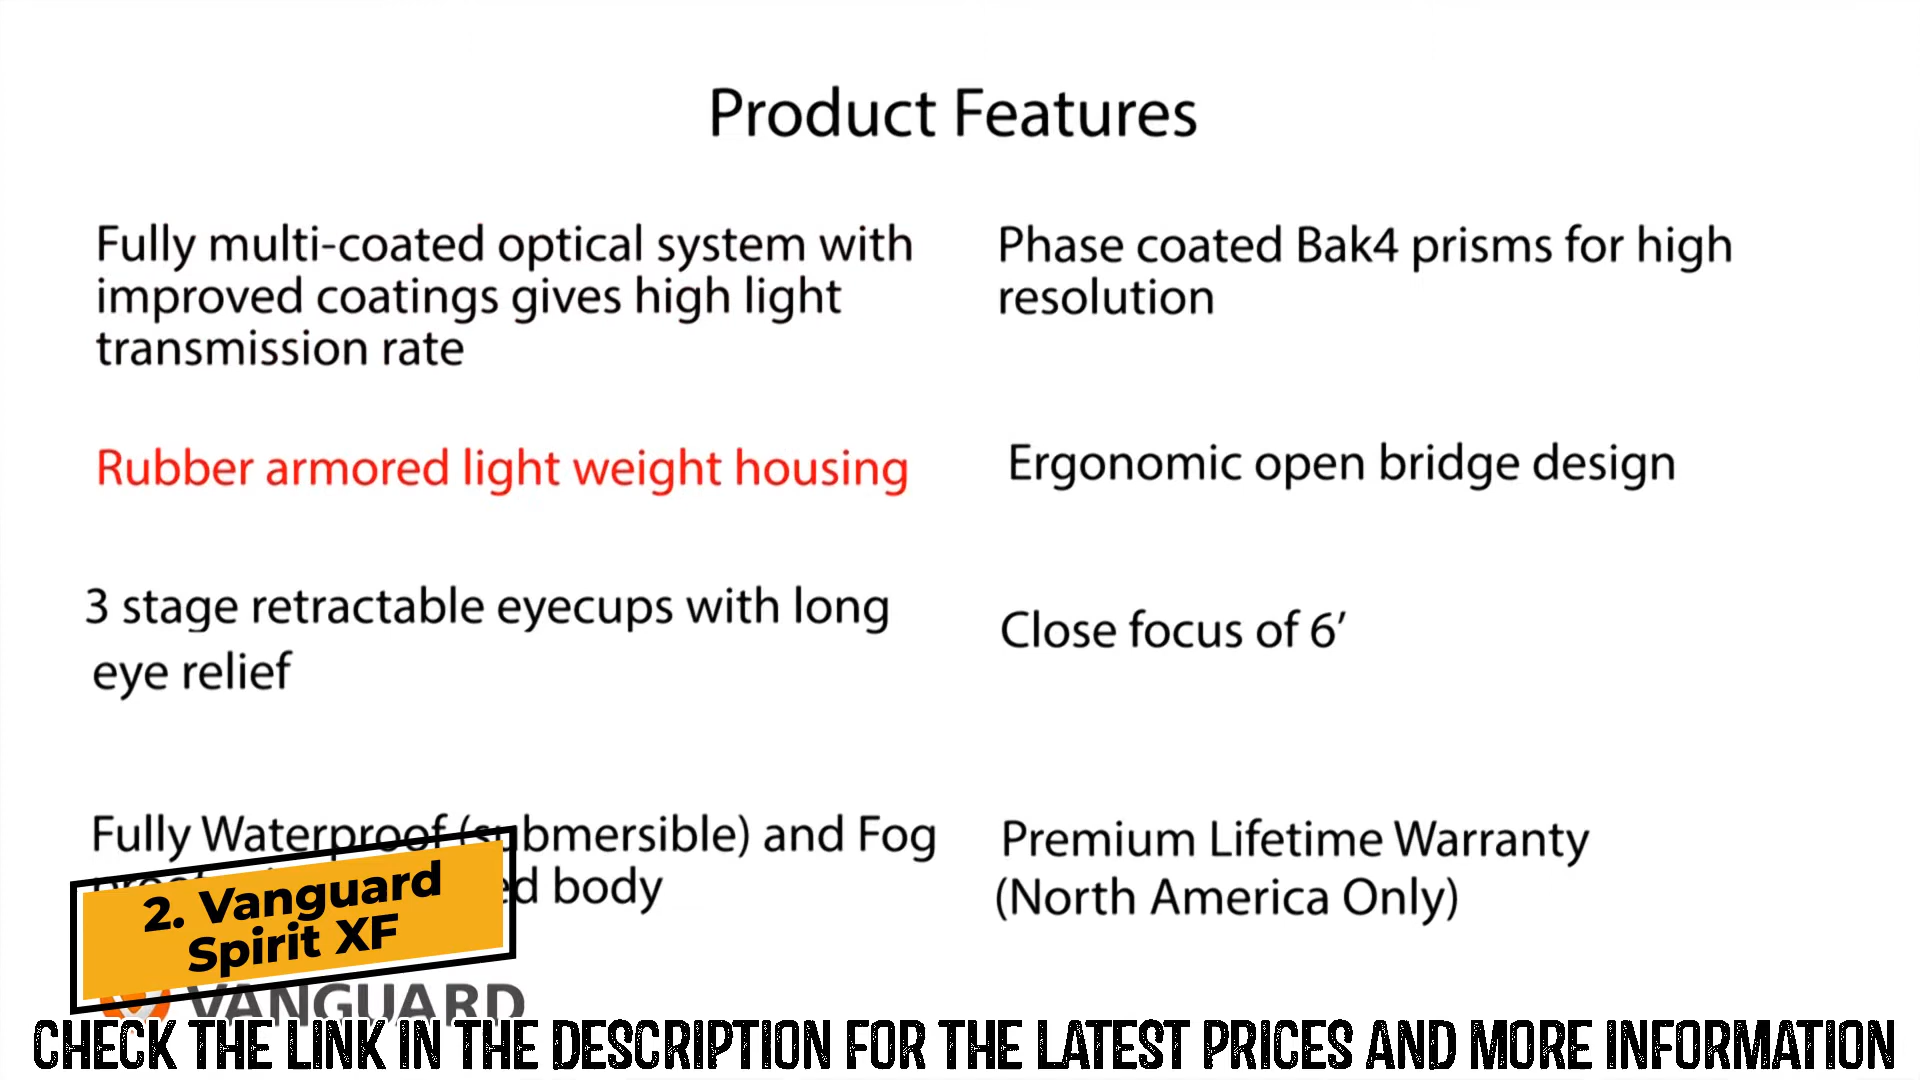 Product Features
Fully multi-coated optical system with
improved coatings gives high light
transmission rate
Phase coated Bak4 prisms for high
resolution
Rubber armored light weight housing
Ergonomic open bridge design
3 stage retractable eyecups with long
eye relief
Close focus of 6’
Fully Waterproof (submersible) and Fog
body
Premium Lifetime Warranty
(North America Only)
2. Vanguard
Spirit XF
VANGUARD
CHECK THE LINK IN THE DESCRIPTION FOR THE LATEST PRICES AND MORE INFORMATION